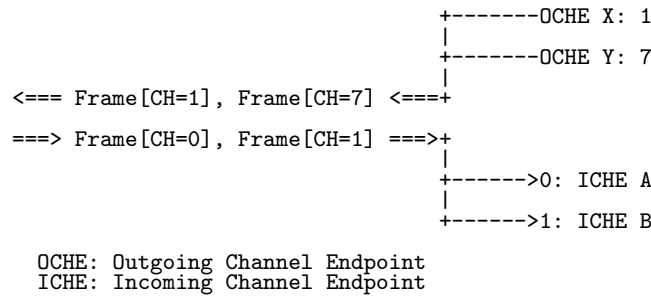 +-------OCHE X: 1
|
+-------OCHE Y: 7
|
<=== Frame[CH=1], Frame[CH=7] <===+
===> Frame[CH=0], Frame[CH=1] ===>+
|
+------>0: ICHE A
|
+------>1: ICHE B
OCHE: Outgoing Channel Endpoint
ICHE: Incoming Channel Endpoint